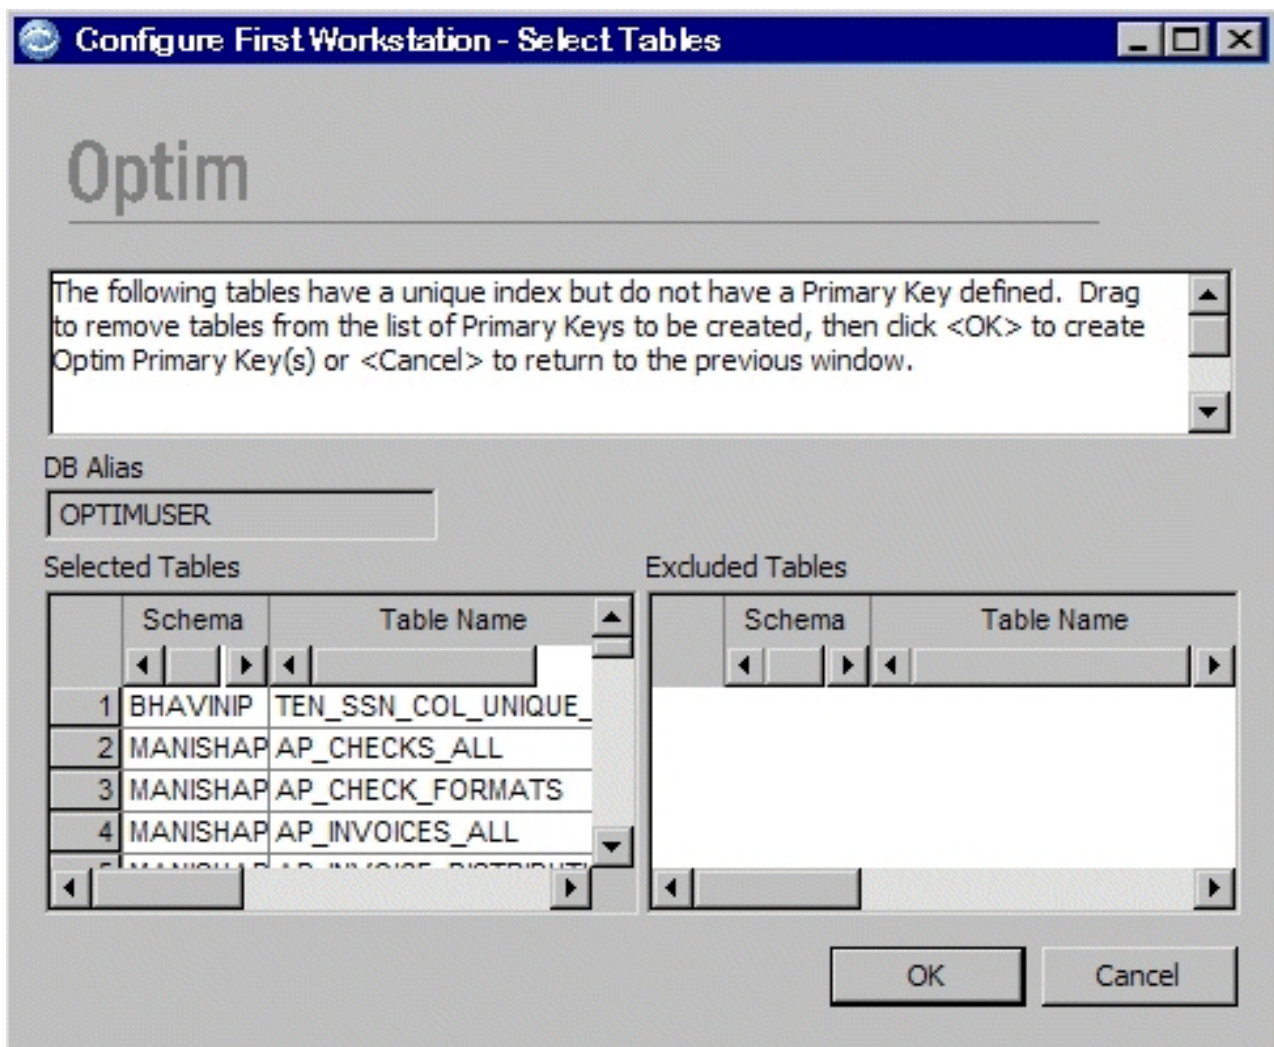 Configure First Workstation - Select Tables
Optim
The following tables have a unique index but do not have a Primary Key defined. Drag
to remove tables from the list of Primary Keys to be created, then click <OK> to create
Optim Primary Key(s) or <Cancel> to return to the previous window.
DB Alias
OPTIMUSER
Selected Tables
Schema Table Name
1 BHAVINIP TEN_SSN_COL_UNIQUE_
2 MANISHAP AP_CHECKS_ALL
3 MANISHAP AP_CHECK_FORMATS
4 MANISHAP AP_INVOICES_ALL
5 MANISHAP AP_INVOICE_DISTRIBUTI
Excluded Tables
Schema Table Name
OK Cancel